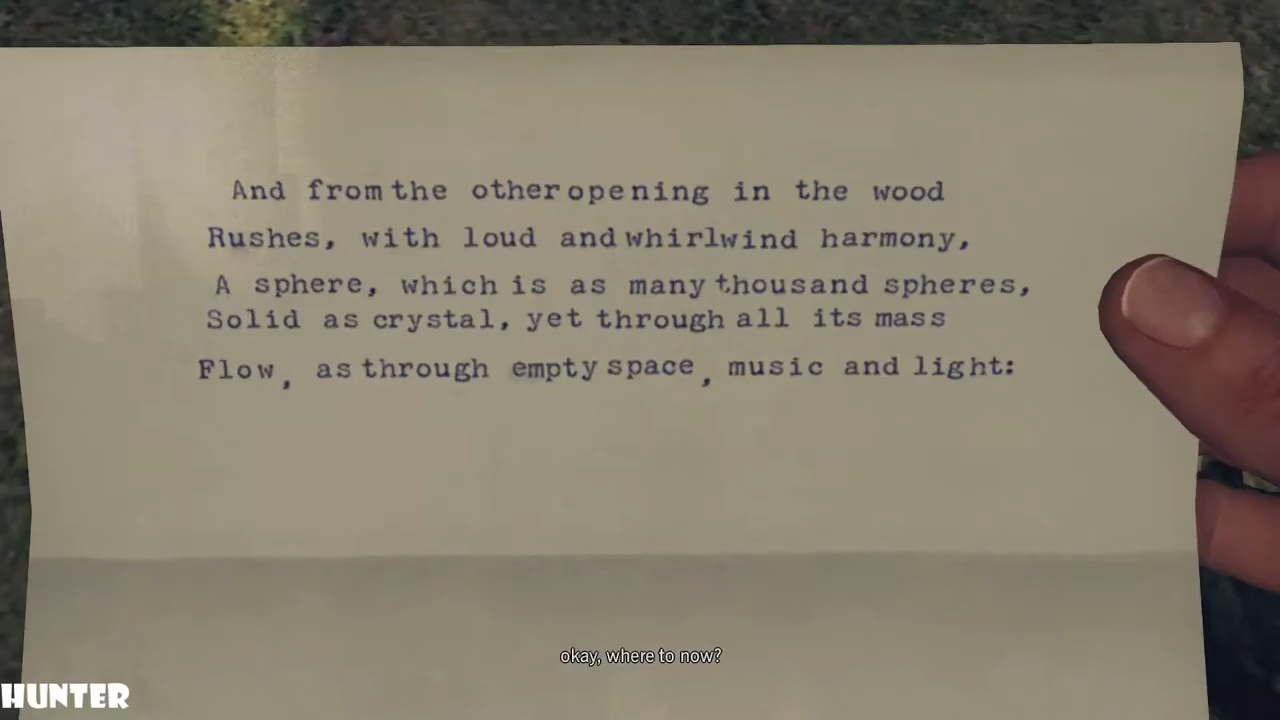 And from the other opening in the wood
Rushes, with loud and whirlwind harmony,
A sphere, which is as many thousand spheres,
Solid as crystal, yet through all its mass
Flow, as through empty space, music and light:
okay, where to now?
HUNTER